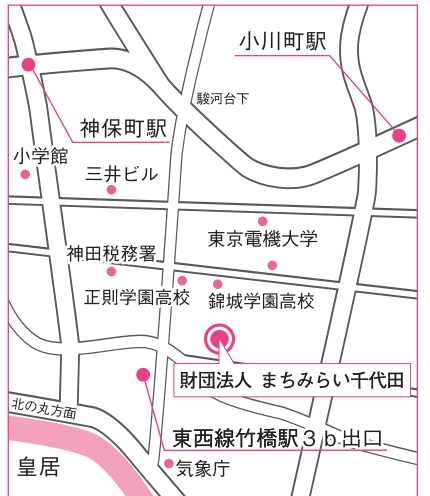 小川町駅
駿河台下
神保町駅
小学館
三井ビル
東京電機大学
神田税務署
正則学園高校
錦城学園高校
財団法人 まちみらい千代田
北の丸方面
東西線竹橋駅3b出口
皇居
気象庁